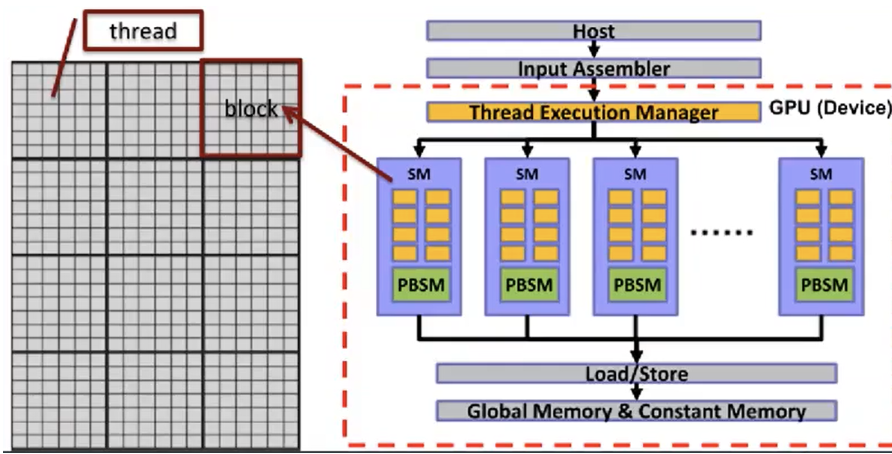 thread
block
Host
Input Assembler
Thread Execution Manager
GPU (Device)
SM
SM
SM
SM
......
PBSM
PBSM
PBSM
PBSM
Load/Store
Global Memory & Constant Memory